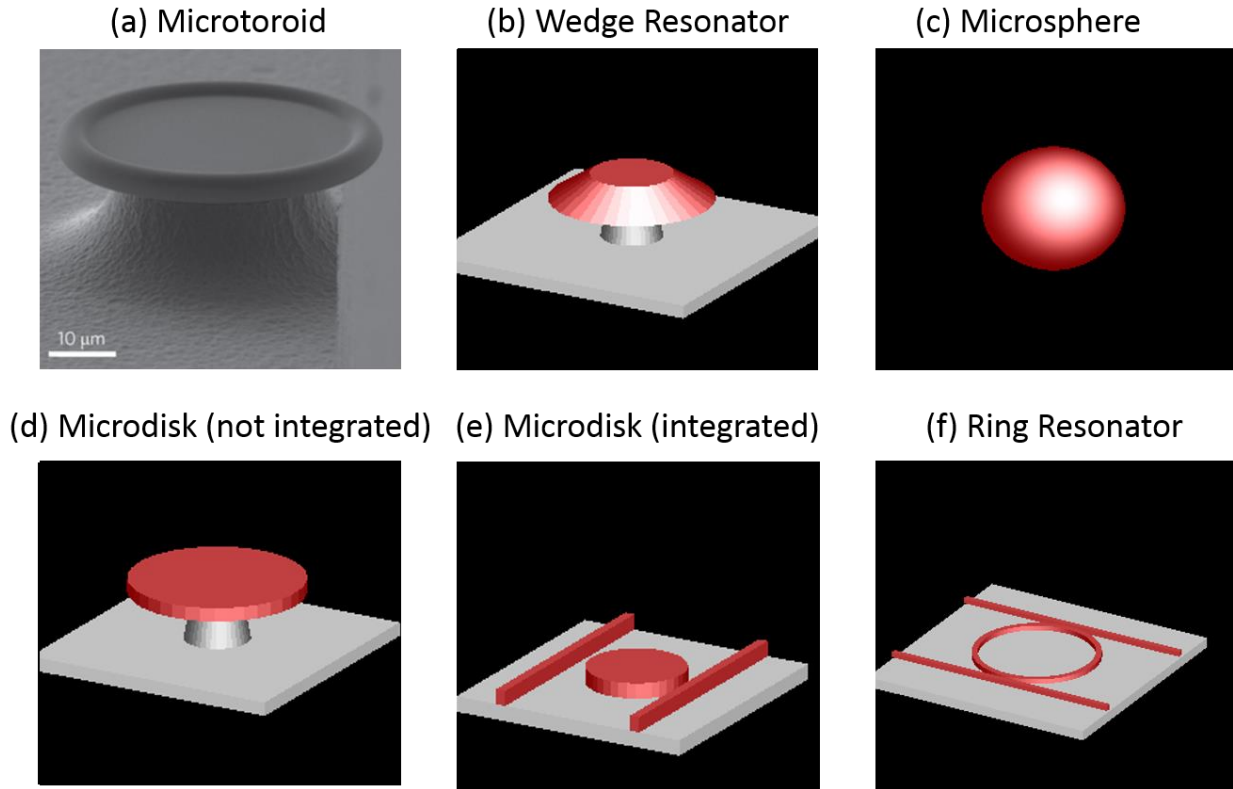 (a) Microtoroid
(b) Wedge Resonator
(c) Microsphere
10 μm
(d) Microdisk (not integrated)
(e) Microdisk (integrated)
(f) Ring Resonator